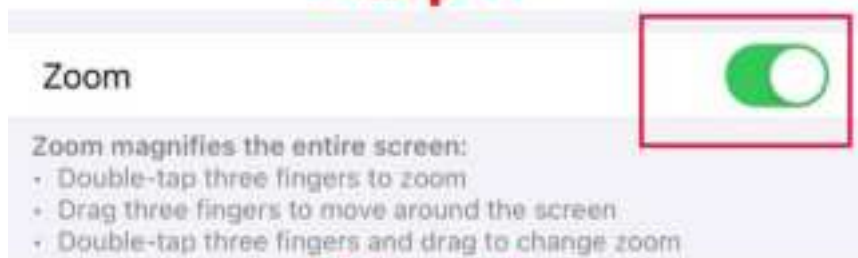 Zoom
Zoom magnifies the entire screen:
• Double-tap three fingers to zoom
• Drag three fingers to move around the screen
• Double-tap three fingers and drag to change zoom